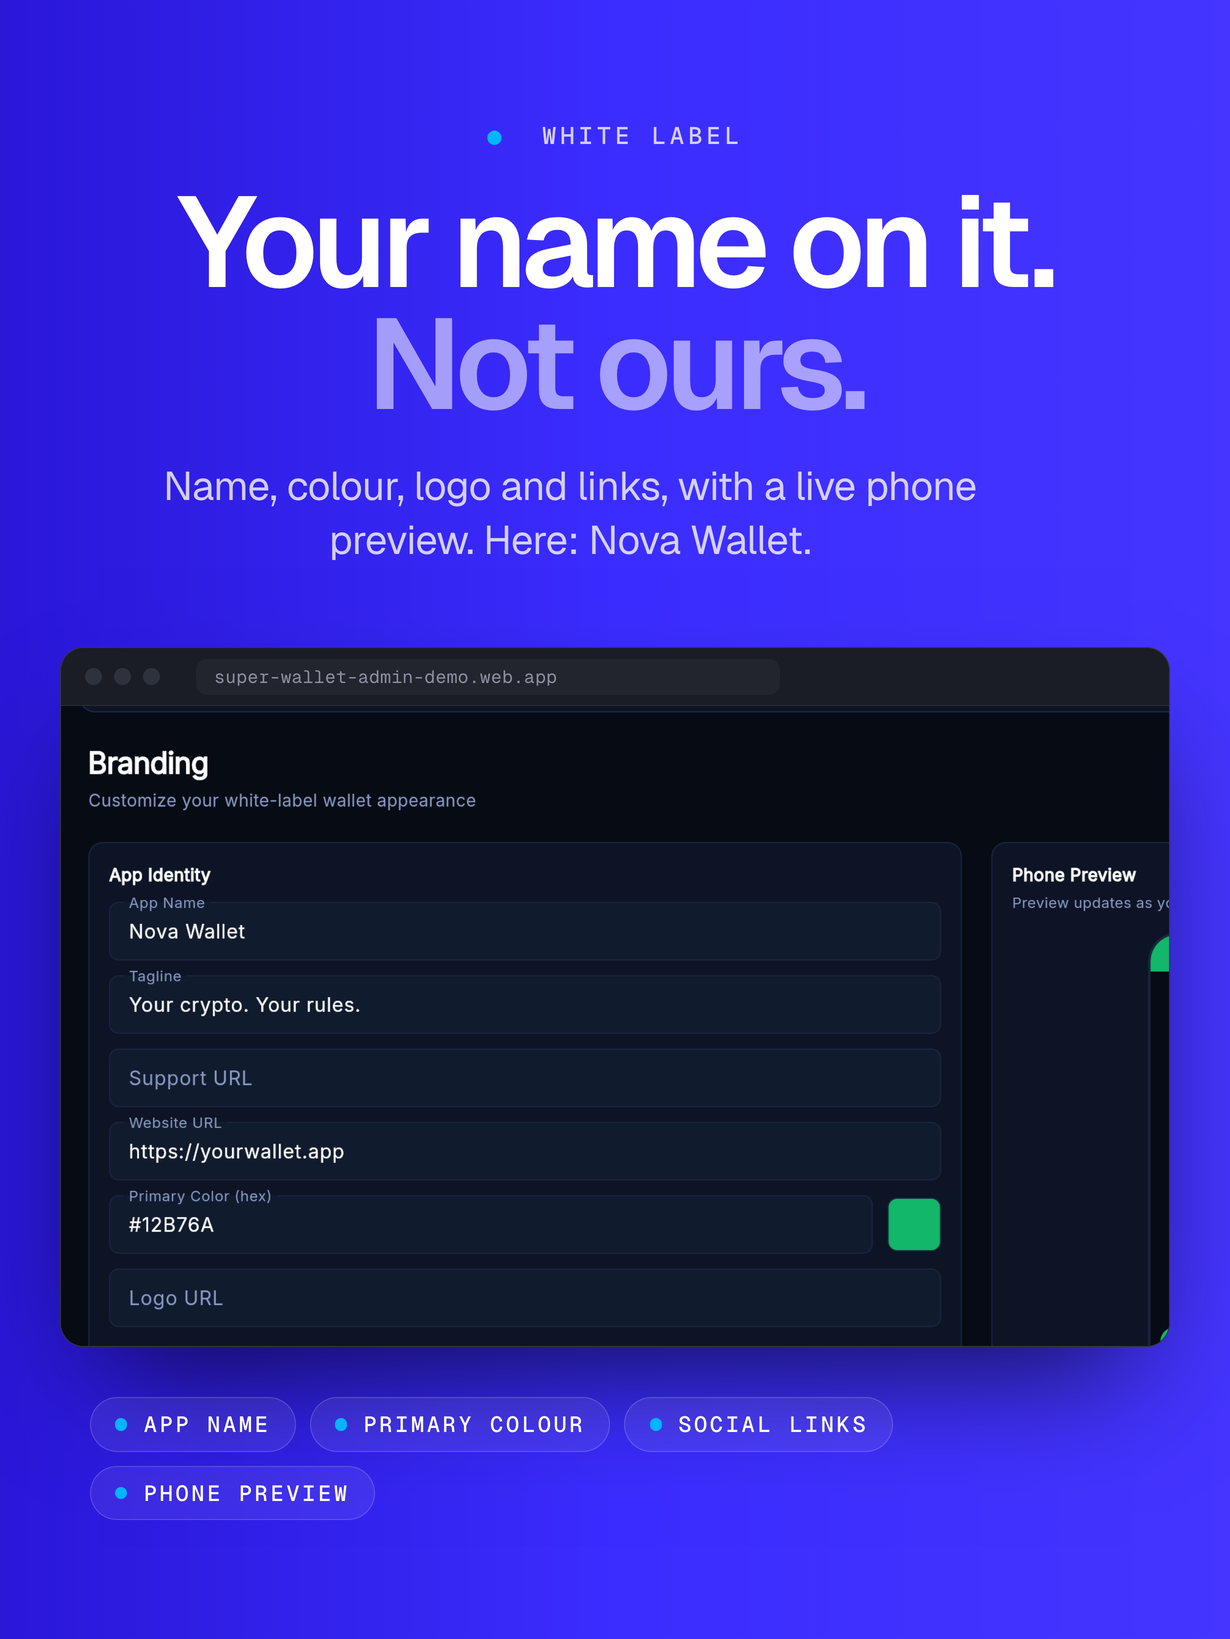 WHITE LABEL
Your name on it.
Not ours.
Name, colour, logo and links, with a live phone
preview. Here: Nova Wallet.
super-wallet-admin-demo.web.app
Branding
Customize your white-label wallet appearance
App Identity
App Name
Nova Wallet
Tagline
Your crypto. Your rules.
Support URL
Website URL
https://yourwallet.app
Primary Color (hex)
#12B76A
Logo URL
Phone Preview
Preview updates as
APP NAME
PRIMARY COLOUR
SOCIAL LINKS
PHONE PREVIEW